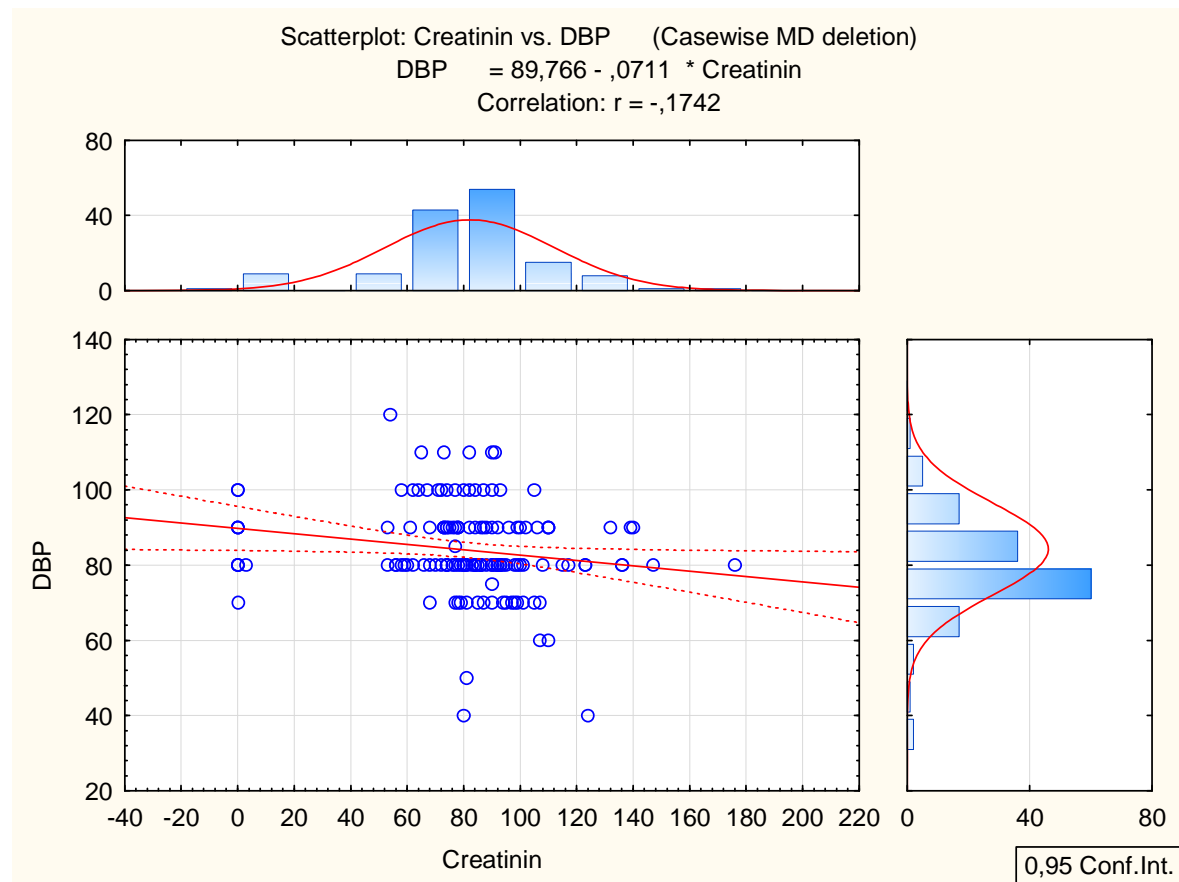 Scatterplot: Creatinin vs. DBP (Casewise MD deletion)
DBP = 89,766 - ,0711 * Creatinin
Correlation: r = -,1742
80
40
0
140
120
100
80
60
40
20
DBP
-40 -20 0 20 40 60 80 100 120 140 160 180 200 220
Creatinin
0 40 80
0,95 Conf.Int.